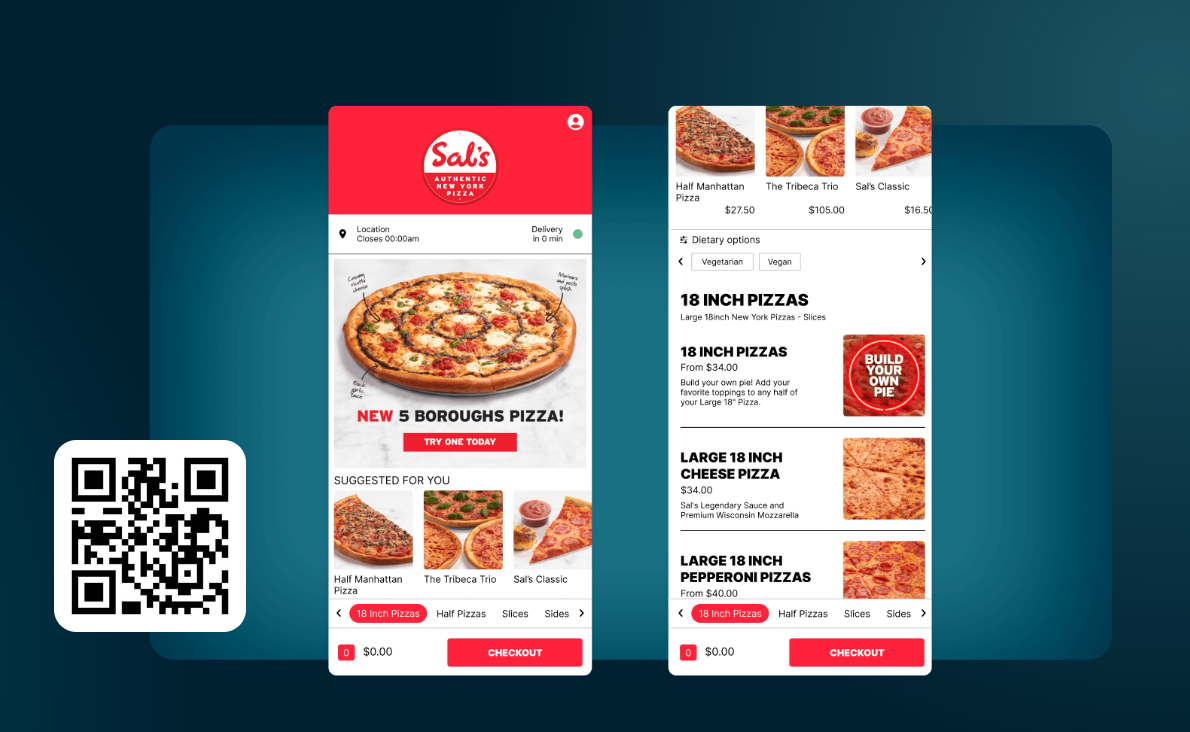 Sal's
AUTHENTIC
NEW YORK
PIZZA
Location
Closes 00:00am
Delivery
in 0 min
Creamy
ricotta
cheese
Marinara
and pesto
splash
Black
garlic
sauce
NEW 5 BOROUGHS PIZZA!
TRY ONE TODAY
SUGGESTED FOR YOU
Half Manhattan
Pizza
The Tribeca Trio
Sal's Classic
18 Inch Pizzas
Half Pizzas
Slices
Sides
0
$0.00
CHECKOUT
Half Manhattan
Pizza
$27.50
The Tribeca Trio
$105.00
Sal's Classic
$16.50
Dietary options
Vegetarian
Vegan
18 INCH PIZZAS
Large 18inch New York Pizzas - Slices
18 INCH PIZZAS
From $34.00
Build your own pie! Add your
favorite toppings to any half of
your Large 18" Pizza.
BUILD
YOUR
OWN
PIE
LARGE 18 INCH
CHEESE PIZZA
$34.00
Sal's Legendary Sauce and
Premium Wisconsin Mozzarella
LARGE 18 INCH
PEPPERONI PIZZAS
From $40.00
18 Inch Pizzas
Half Pizzas
Slices
Sides
0
$0.00
CHECKOUT